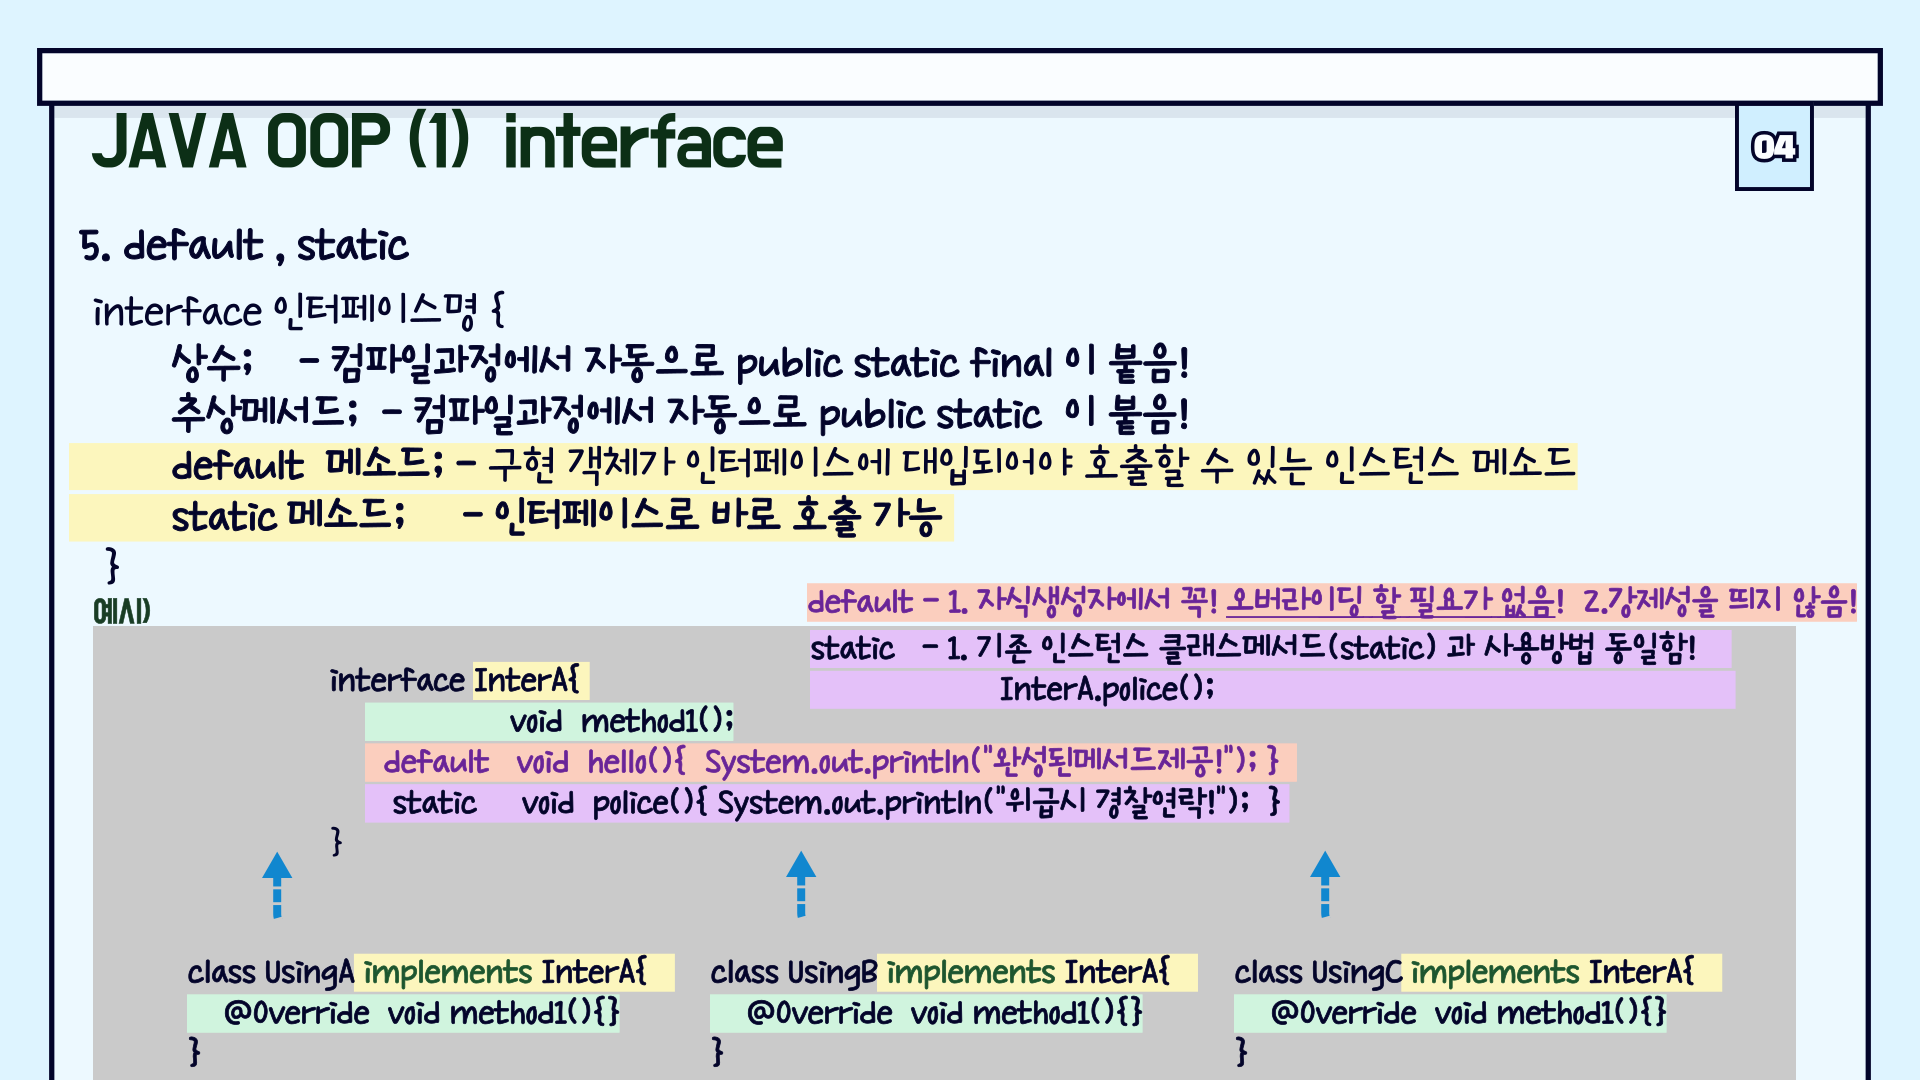 JAVA OOP (1) interface
04
5. default , static
interface 인터페이스명 {
상수; - 컴파일과정에서 자동으로 public static final 이 붙음!
추상메서드; - 컴파일과정에서 자동으로 public static 이 붙음!
default 메소드; - 구현 객체가 인터페이스에 대입되어야 호출할 수 있는 인스턴스 메소드
static 메소드; - 인터페이스로 바로 호출 가능
}
예시)
default - 1. 자식생성자에서 꼭! 오버라이딩 할 필요가 없음! 2.강제성을 띄지 않음!
static - 1. 기존 인스턴스 클래스메서드(static) 과 사용방법 동일함!
InterA.police();
interface InterA{
void method1();
default void hello(){ System.out.println("완성된메서드제공!"); }
static void police(){ System.out.println("위급시 경찰연락!"); }
}
class UsingA implements InterA{
@Override void method1(){}
}
class UsingB implements InterA{
@Override void method1(){}
}
class UsingC implements InterA{
@Override void method1(){}
}